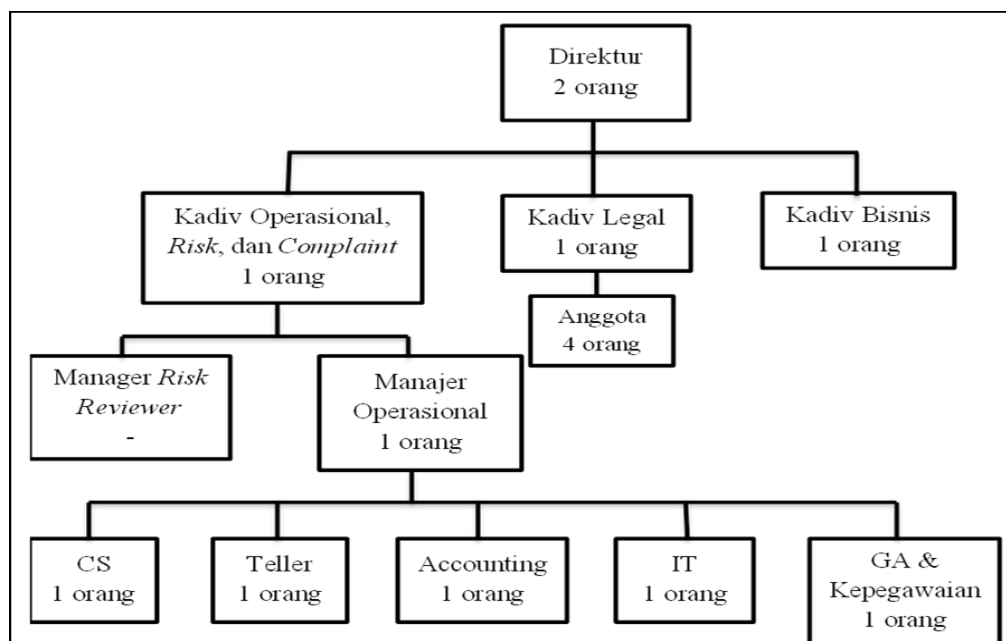 Direktur
2 orang
Kadiv Operasional,
Risk, dan Complaint
1 orang
Kadiv Legal
1 orang
Kadiv Bisnis
1 orang
Anggota
4 orang
Manager Risk
Reviewer
-
Manajer
Operasional
1 orang
CS
1 orang
Teller
1 orang
Accounting
1 orang
IT
1 orang
GA &
Kepegawaian
1 orang